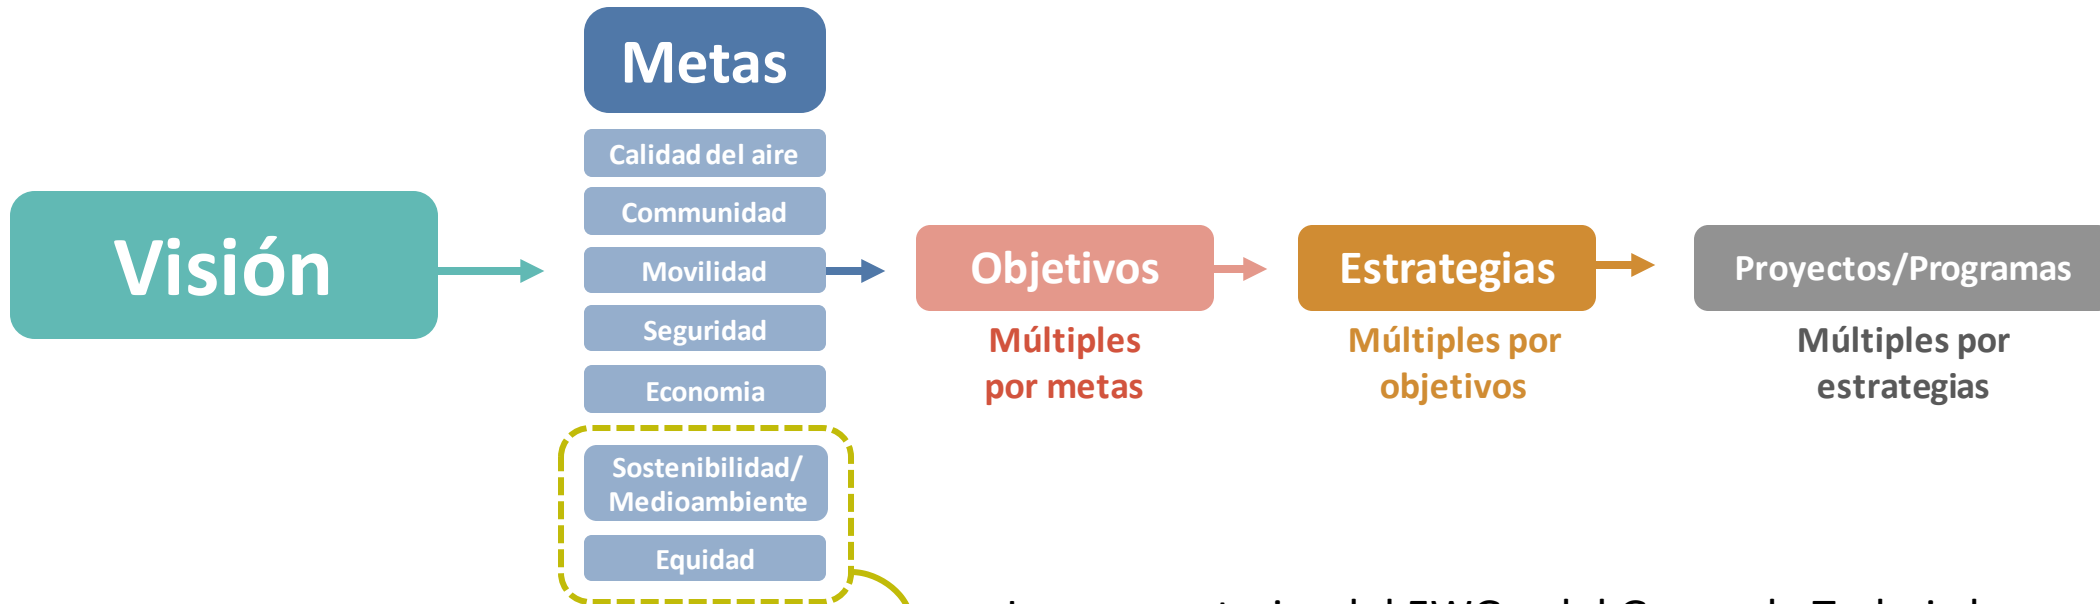 Metas
Calidad del aire
Communidad
Visión
Movilidad
Objetivos
Estrategias
Proyectos/Programas
Seguridad
Múltiples
por metas
Múltiples por
objetivos
Múltiples por
estrategias
Economia
Sostenibilidad/
Medioambiente
Equidad